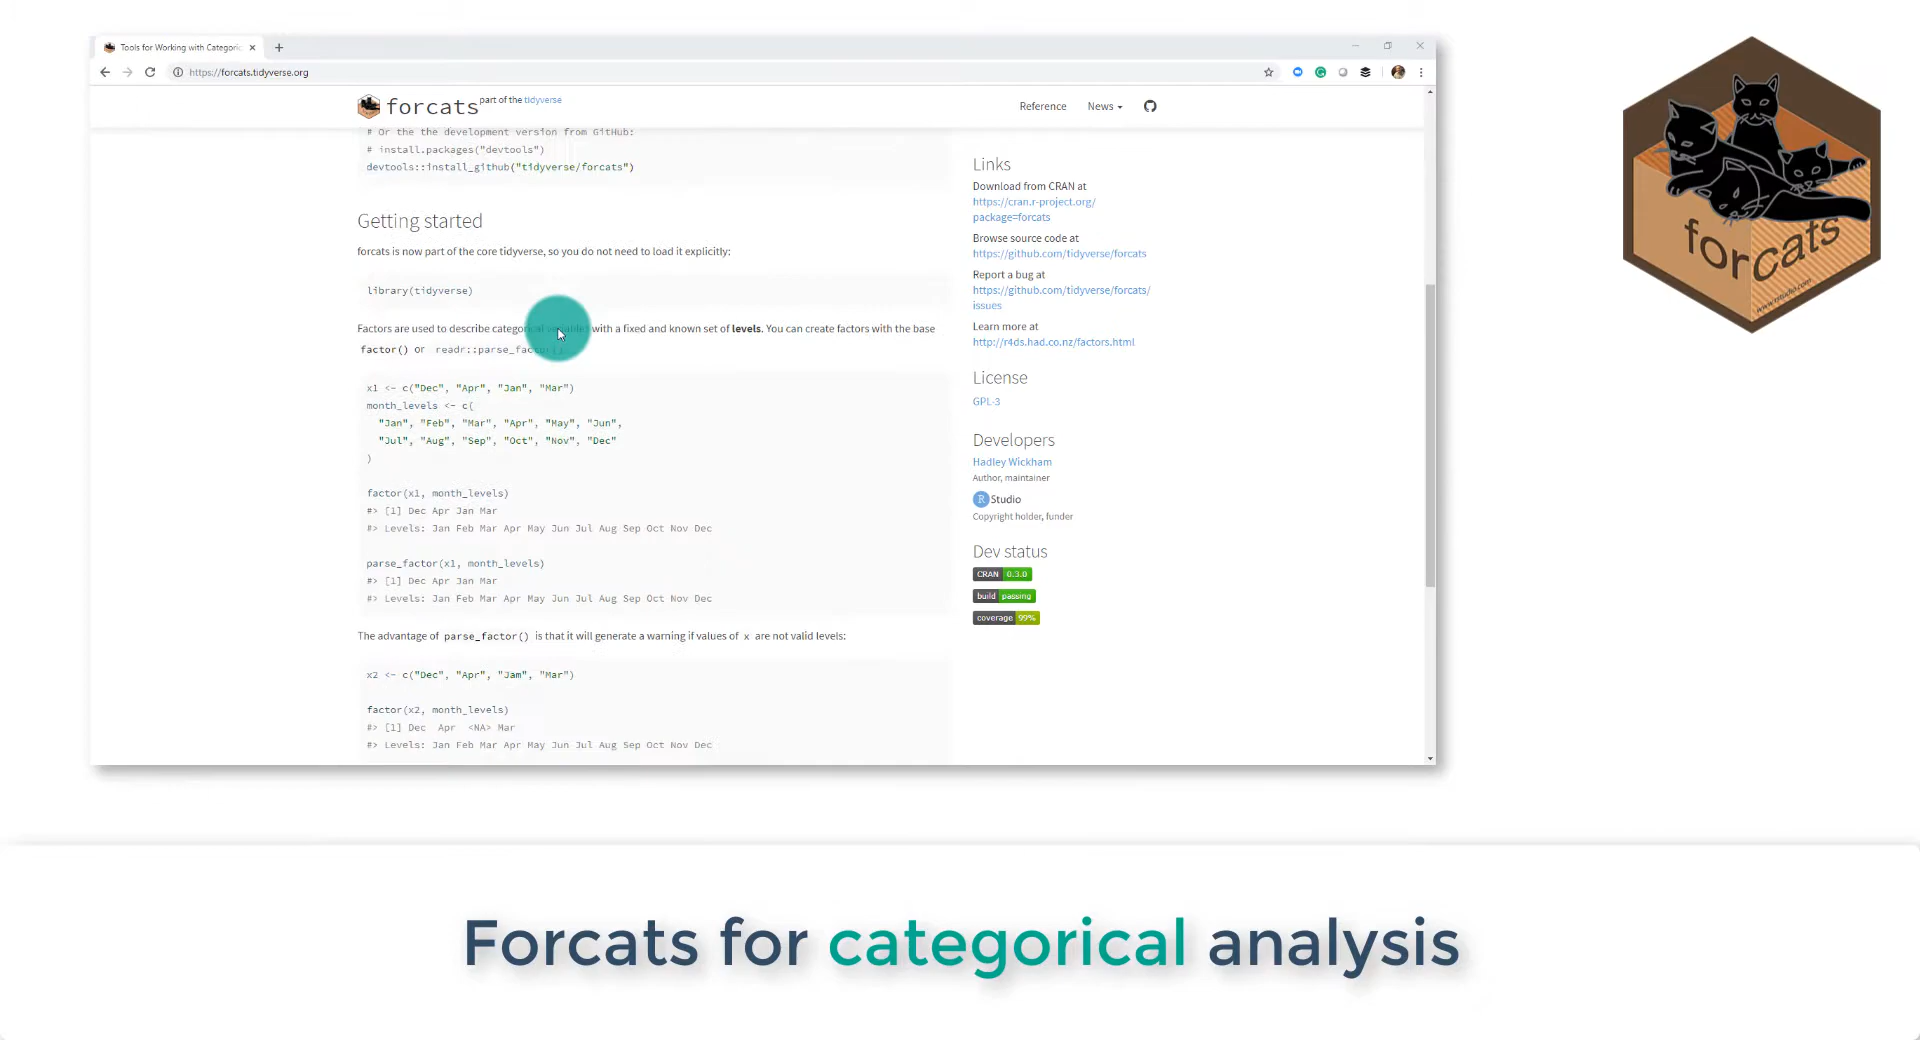 Tools for Working with Categoric
https://forcats.tidyverse.org
forcats part of the tidyverse
Reference
News
# Or the the development version from GitHub:
# install.packages("devtools")
devtools::install_github("tidyverse/forcats")
Getting started
forcats is now part of the core tidyverse, so you do not need to load it explicitly:
library(tidyverse)
Factors are used to describe categorical variables with a fixed and known set of levels. You can create factors with the base
factor() or readr::parse_factor()
x1 <- c("Dec", "Apr", "Jan", "Mar")
month_levels <- c(
"Jan", "Feb", "Mar", "Apr", "May", "Jun",
"Jul", "Aug", "Sep", "Oct", "Nov", "Dec"
)
factor(x1, month_levels)
#> [1] Dec Apr Jan Mar
#> Levels: Jan Feb Mar Apr May Jun Jul Aug Sep Oct Nov Dec
parse_factor(x1, month_levels)
#> [1] Dec Apr Jan Mar
#> Levels: Jan Feb Mar Apr May Jun Jul Aug Sep Oct Nov Dec
The advantage of parse_factor() is that it will generate a warning if values of x are not valid levels:
x2 <- c("Dec", "Apr", "Jam", "Mar")
factor(x2, month_levels)
#> [1] Dec Apr <NA> Mar
#> Levels: Jan Feb Mar Apr May Jun Jul Aug Sep Oct Nov Dec
Links
Download from CRAN at
https://cran.r-project.org/
package=forcats
Browse source code at
https://github.com/tidyverse/forcats
Report a bug at
https://github.com/tidyverse/forcats/
issues
Learn more at
http://r4ds.had.co.nz/factors.html
License
GPL-3
Developers
Hadley Wickham
Author, maintainer
R Studio
Copyright holder, funder
Dev status
CRAN 0.3.0
build passing
coverage 99%
forcats
www.rstudio.com
Forcats for categorical analysis